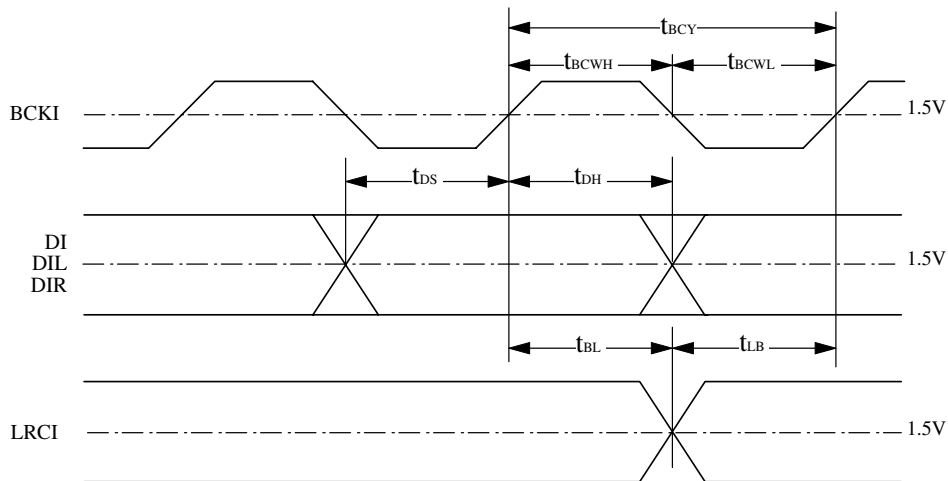 tBCY
tBCWH tBCWL
BCKI 1.5V
tDS tDH
DI
DIL 1.5V
DIR
tBL tLB
LRCI 1.5V